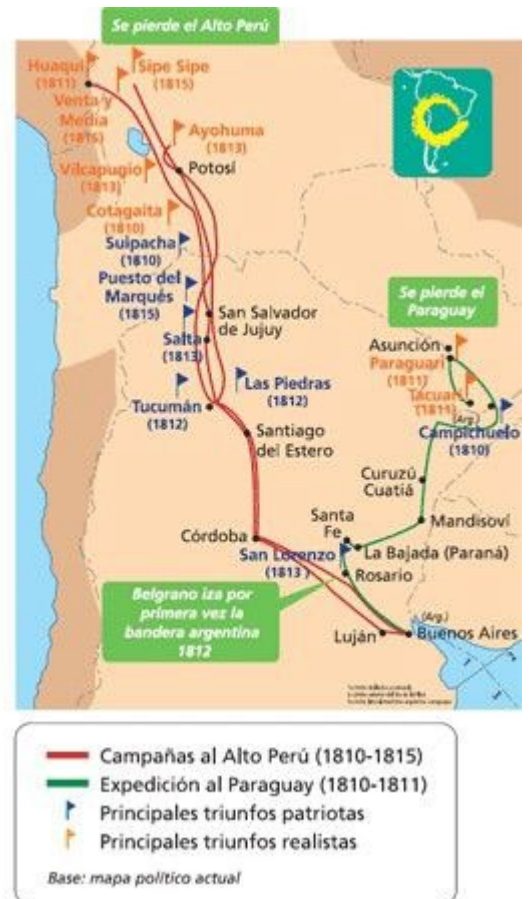 Se pierde el Alto Perú
Huaqui
(1811)
Sipe Sipe
(1815)
Venta y
Media
(1815)
Ayohuma
(1813)
Vilcapugio
(1813)
Potosí
Cotagaita
(1810)
Suipacha
(1810)
Puesto del
Marqués
(1815)
San Salvador
de Jujuy
Salta
(1813)
Las Piedras
(1812)
Tucumán
(1812)
Santiago
del Estero
Se pierde el
Paraguay
Asunción
Paraguarí
(1811)
Tacuarí
(1811)
(Arg.)
Campichuelo
(1810)
Curuzú
Cuatiá
Mandisoví
Santa
Fe
La Bajada (Paraná)
Córdoba
San Lorenzo
(1813)
Rosario
Belgrano iza por
primera vez la
bandera argentina
1812
(Arg.)
Luján
Buenos Aires
Campañas al Alto Perú (1810-1815)
Expedición al Paraguay (1810-1811)
Principales triunfos patriotas
Principales triunfos realistas
Base: mapa político actual